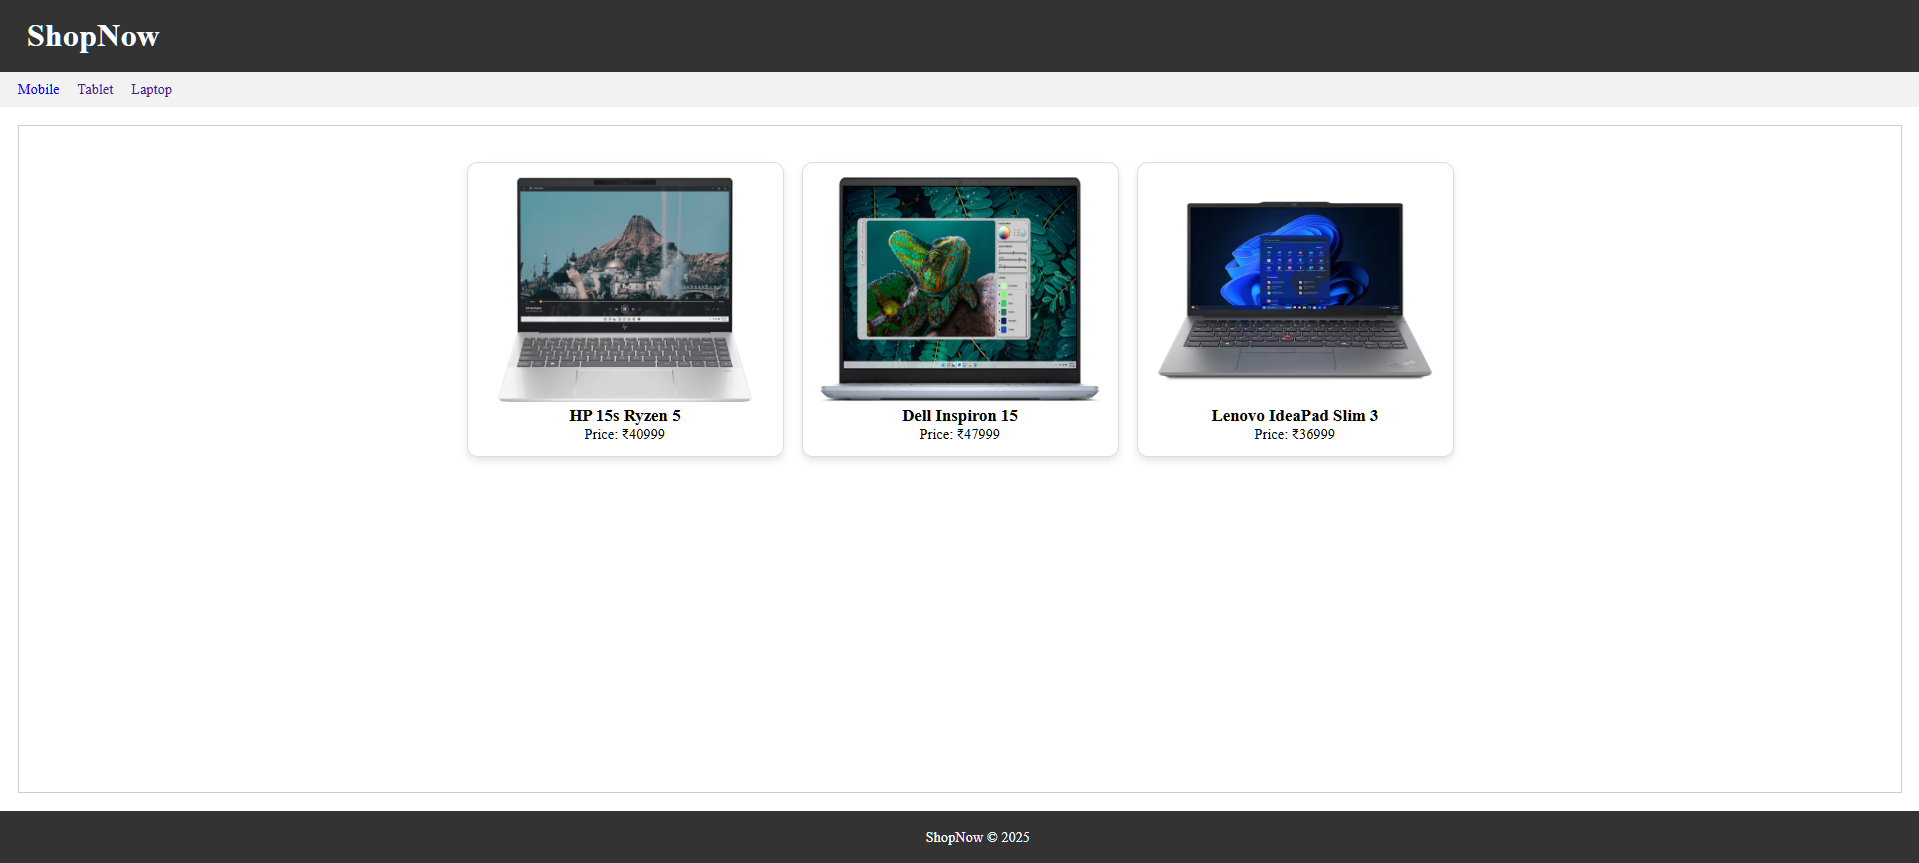 ShopNow
Mobile Tablet Laptop
HP 15s Ryzen 5
Price: ₹40999
Dell Inspiron 15
Price: ₹47999
Lenovo IdeaPad Slim 3
Price: ₹36999
ShopNow © 2025